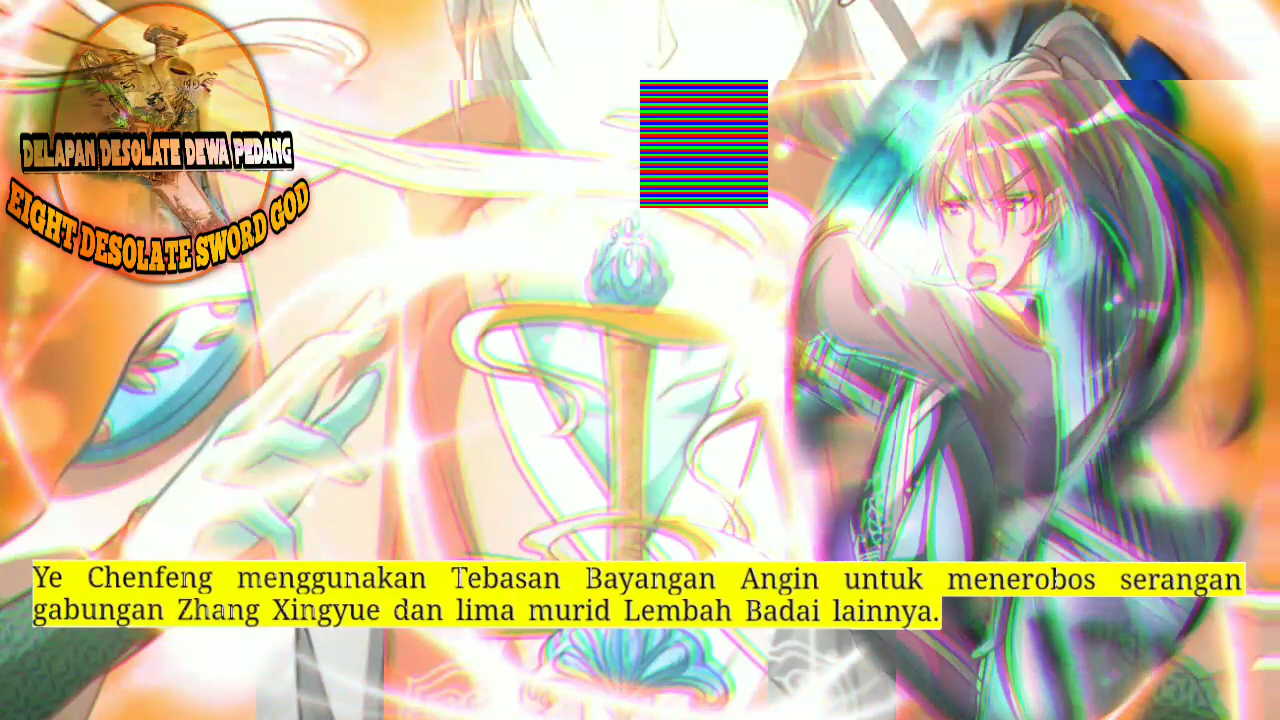 DELAPAN DESOLATE DEWA PEDANG
EIGHT DESOLATE SWORD GOD
Ye Chenfeng menggunakan Tebasan Bayangan Angin untuk menerobos serangan
gabungan Zhang Xingyue dan lima murid Lembah Badai lainnya.